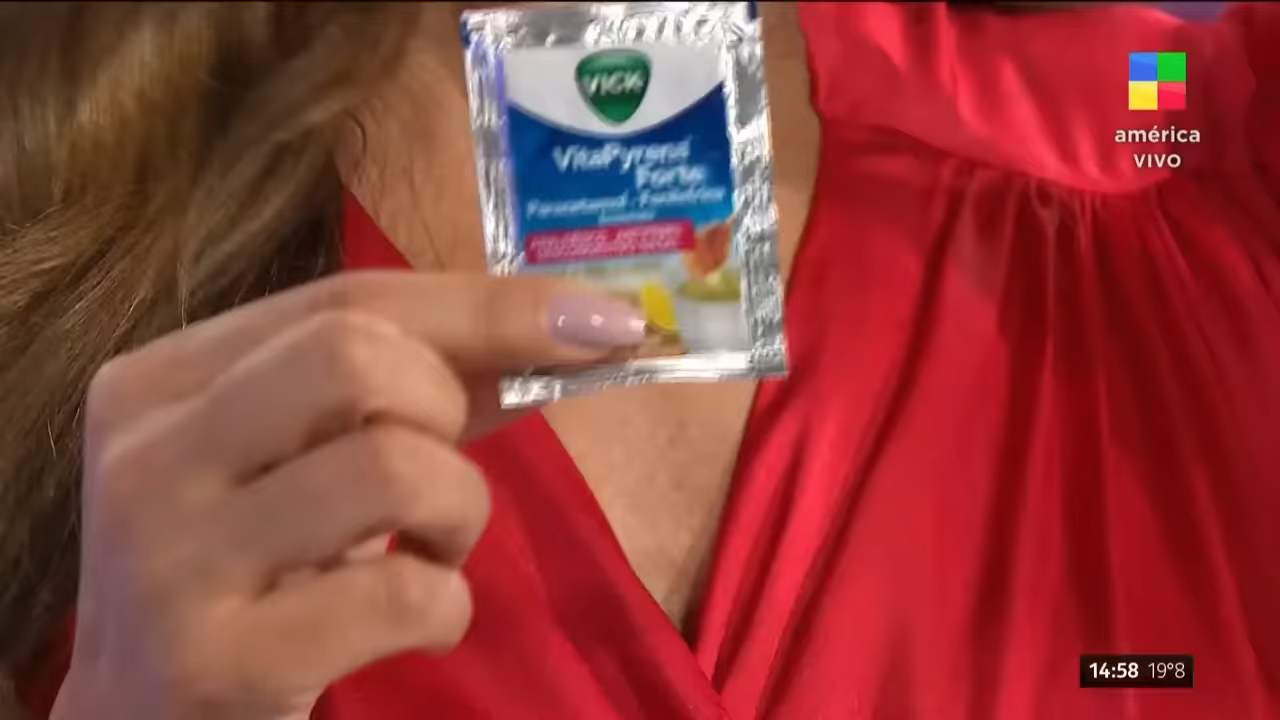 VICK
VitaPyrena
Forte
Paracetamol - Fenilefrina
américa
VIVO
14:58 19°8